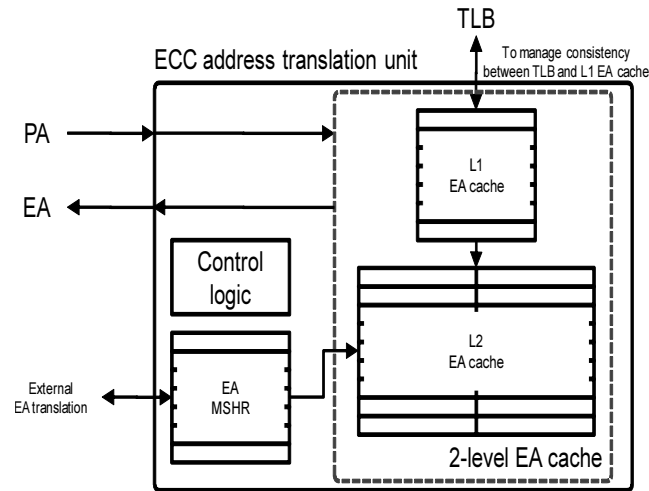 TLB
ECC address translation unit
To manage consistency
between TLB and L1 EA cache
PA
L1
EA cache
EA
Control
logic
L2
EA cache
External
EA translation
EA
MSHR
2-level EA cache